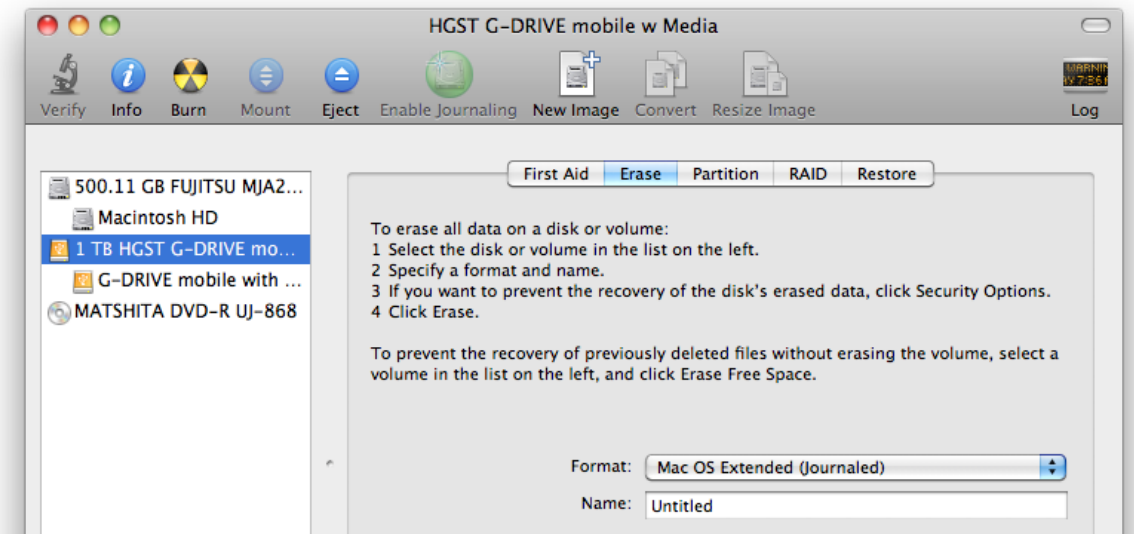 HGST G-DRIVE mobile w Media
Verify Info Burn Mount Eject Enable Journaling New Image Convert Resize Image Log
First Aid Erase Partition RAID Restore
500.11 GB FUJITSU MJA2...
Macintosh HD
1 TB HGST G-DRIVE mo...
G-DRIVE mobile with ...
MATSHITA DVD-R UJ-868
To erase all data on a disk or volume:
1 Select the disk or volume in the list on the left.
2 Specify a format and name.
3 If you want to prevent the recovery of the disk's erased data, click Security Options.
4 Click Erase.
To prevent the recovery of previously deleted files without erasing the volume, select a
volume in the list on the left, and click Erase Free Space.
Format: Mac OS Extended (Journaled)
Name: Untitled